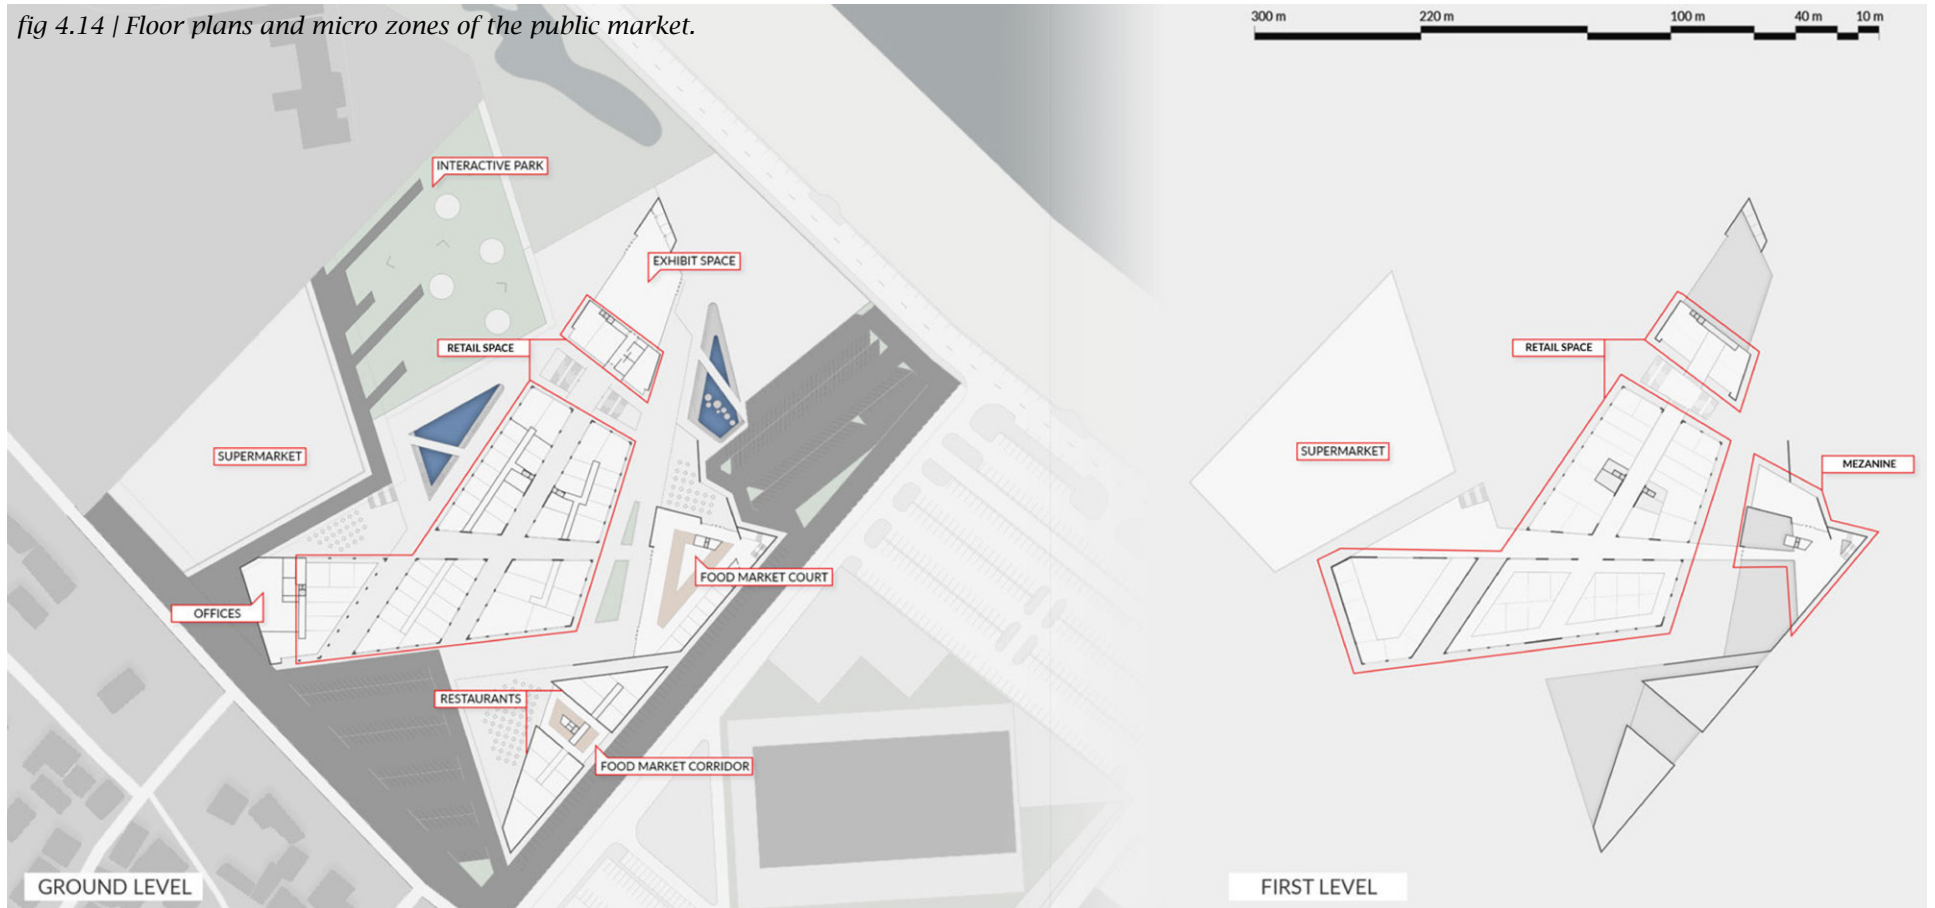 fig 4.14 | Floor plans and micro zones of the public market.
300 m 220 m 100 m 40 m 10 m
INTERACTIVE PARK
EXHIBIT SPACE
RETAIL SPACE
SUPERMARKET
FOOD MARKET COURT
OFFICES
RESTAURANTS
FOOD MARKET CORRIDOR
GROUND LEVEL
RETAIL SPACE
SUPERMARKET
MEZANINE
FIRST LEVEL